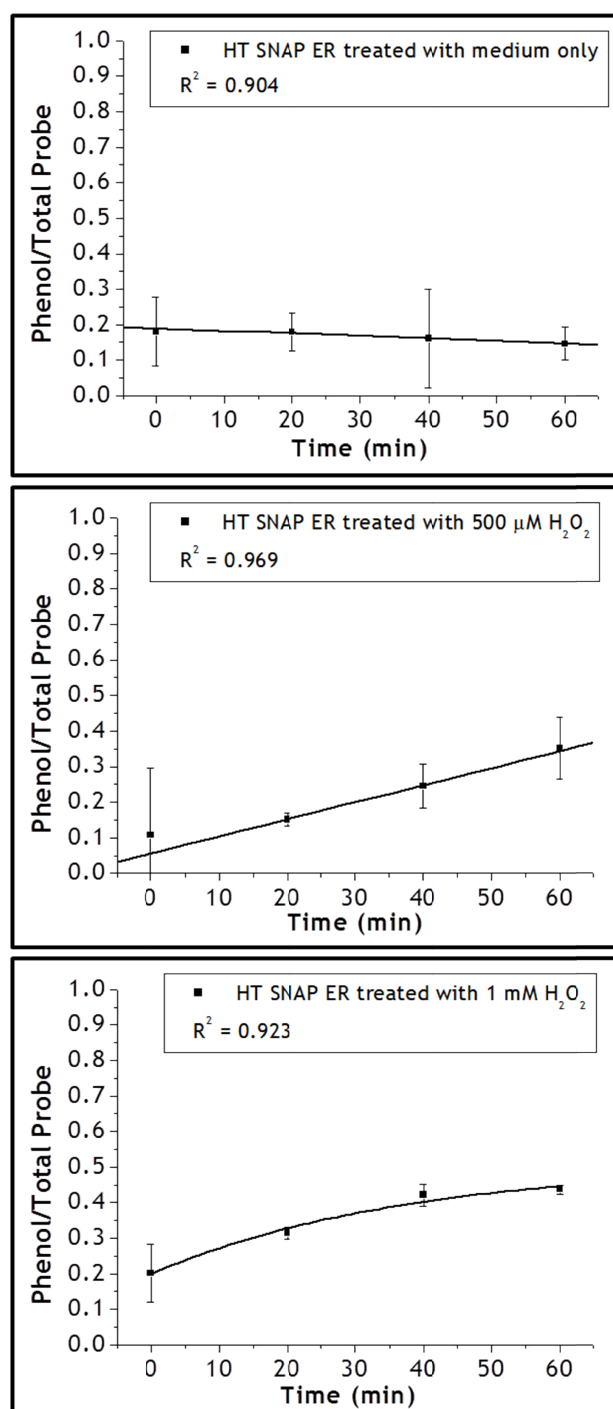 HT SNAP ER treated with medium only
R² = 0.904
Phenol/Total Probe
1.0
0.9
0.8
0.7
0.6
0.5
0.4
0.3
0.2
0.1
0.0
0 10 20 30 40 50 60
Time (min)
HT SNAP ER treated with 500 μM H₂O₂
R² = 0.969
Phenol/Total Probe
1.0
0.9
0.8
0.7
0.6
0.5
0.4
0.3
0.2
0.1
0.0
0 10 20 30 40 50 60
Time (min)
HT SNAP ER treated with 1 mM H₂O₂
R² = 0.923
Phenol/Total Probe
1.0
0.9
0.8
0.7
0.6
0.5
0.4
0.3
0.2
0.1
0.0
0 10 20 30 40 50 60
Time (min)